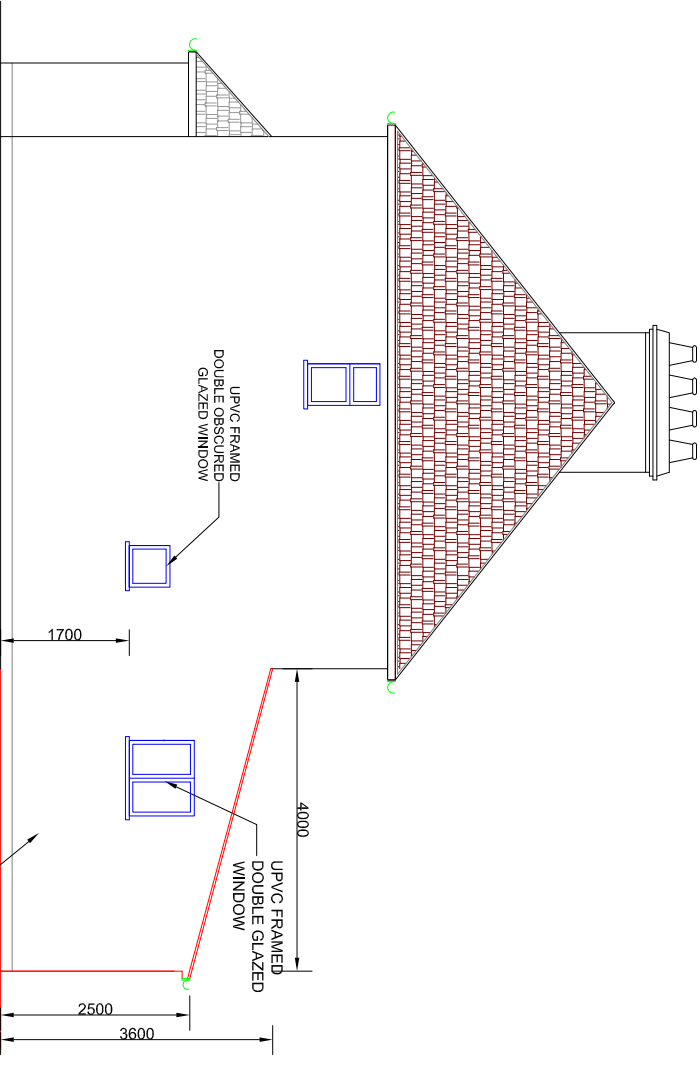 UPVC FRAMED
DOUBLE OBSCURED
GLAZED WINDOW
1700
4000
UPVC FRAMED
DOUBLE GLAZED
WINDOW
2500
3600